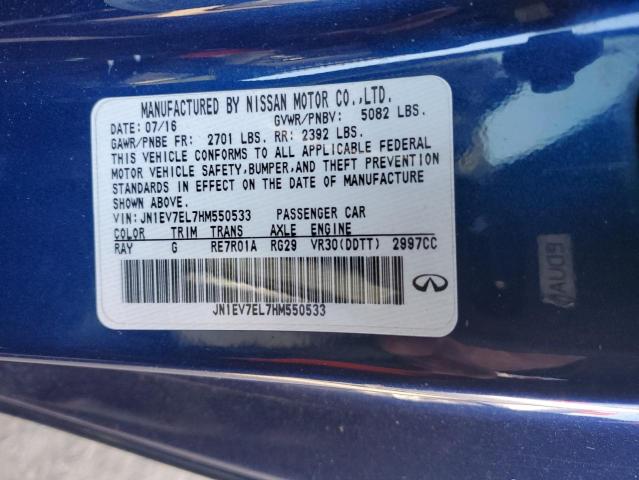 MANUFACTURED BY NISSAN MOTOR CO.,LTD.
DATE: 07/16 GVWR/PNBV: 5082 LBS.
GAWR/PNBE FR: 2701 LBS. RR: 2392 LBS.
THIS VEHICLE CONFORMS TO ALL APPLICABLE FEDERAL
MOTOR VEHICLE SAFETY,BUMPER,AND THEFT PREVENTION
STANDARDS IN EFFECT ON THE DATE OF MANUFACTURE
SHOWN ABOVE.
VIN: JN1EV7EL7HM550533 PASSENGER CAR
COLOR TRIM TRANS AXLE ENGINE
RAY G RE7R01A RG29 VR30(DDTT) 2997CC
JN1EV7EL7HM550533